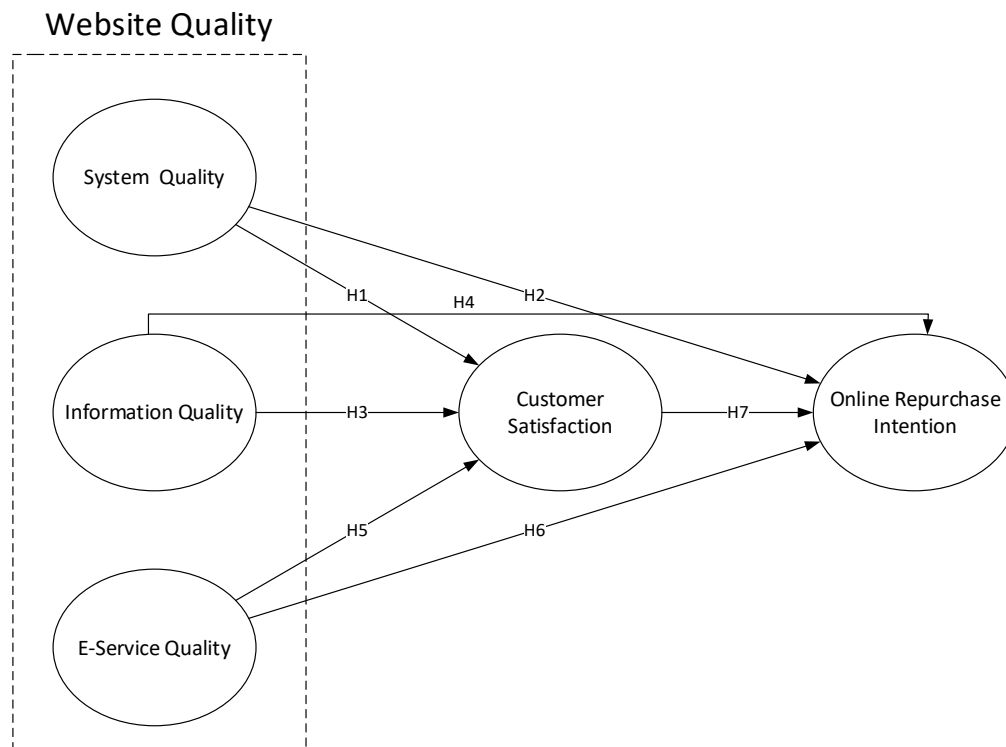 Website Quality
System Quality
H1
H2
H4
Information Quality
H3
Customer
Satisfaction
H7
Online Repurchase
Intention
H5
H6
E-Service Quality